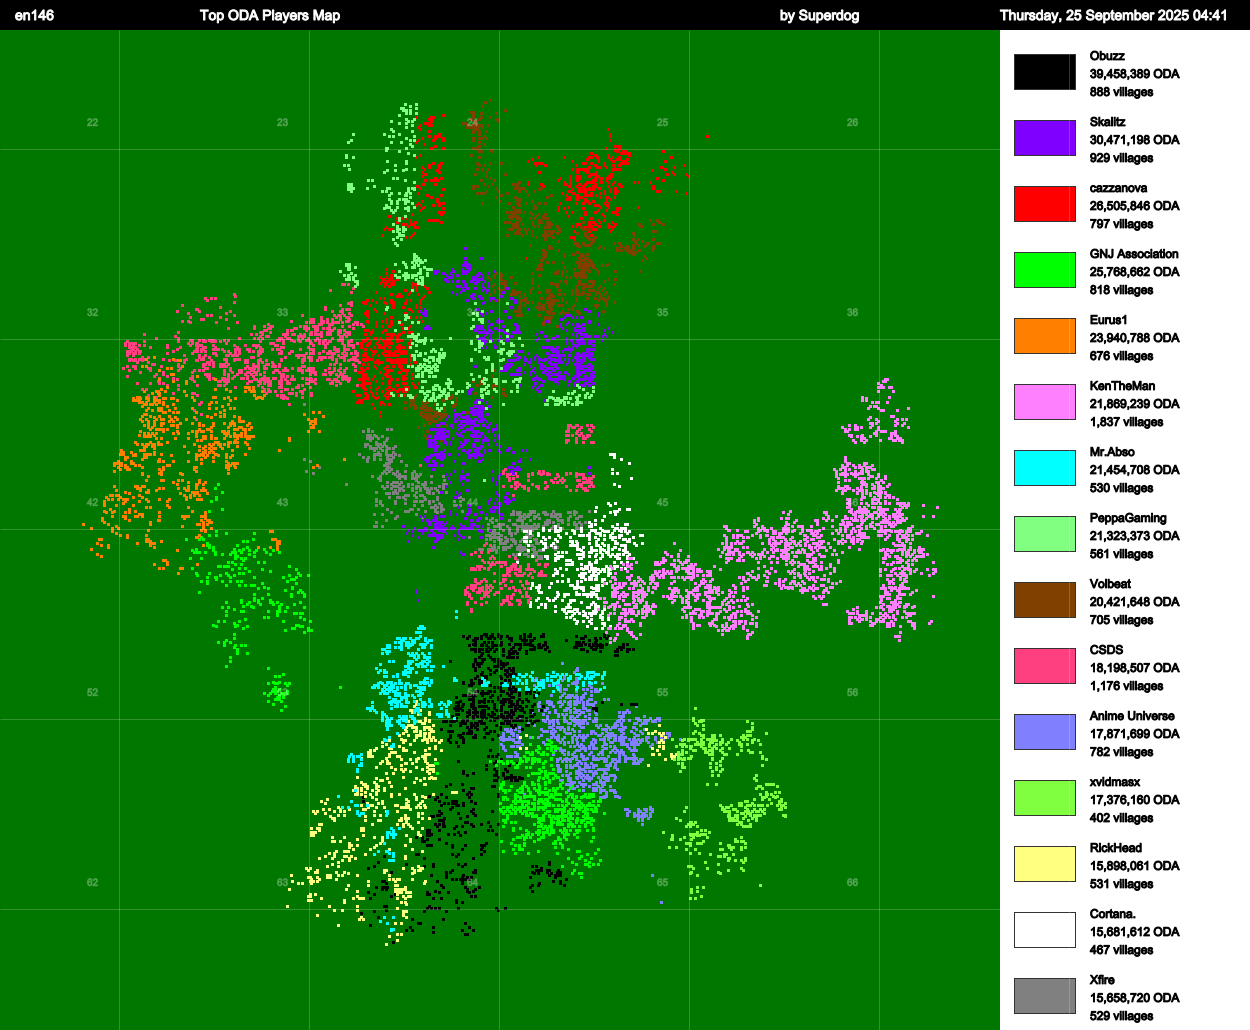 en146 Top ODA Players Map by Superdog Thursday, 25 September 2025 04:41
Obuzz
39,458,389 ODA
888 villages
22 23 24 25 26
Skalitz
30,471,198 ODA
929 villages
cazzanova
26,505,846 ODA
797 villages
GNJ Association
25,768,662 ODA
818 villages
32 33 34 35 36
Eurus1
23,940,788 ODA
676 villages
KenTheMan
21,869,239 ODA
1,837 villages
Mr.Abso
21,454,708 ODA
530 villages
42 43 44 45
PeppaGaming
21,323,373 ODA
561 villages
Volbeat
20,421,648 ODA
705 villages
CSDS
18,198,507 ODA
1,176 villages
52 55 56
Anime Universe
17,871,699 ODA
782 villages
xvidmasx
17,376,160 ODA
402 villages
RickHead
15,898,061 ODA
531 villages
62 63 64 65 66
Cortana.
15,681,612 ODA
467 villages
Xfire
15,658,720 ODA
529 villages